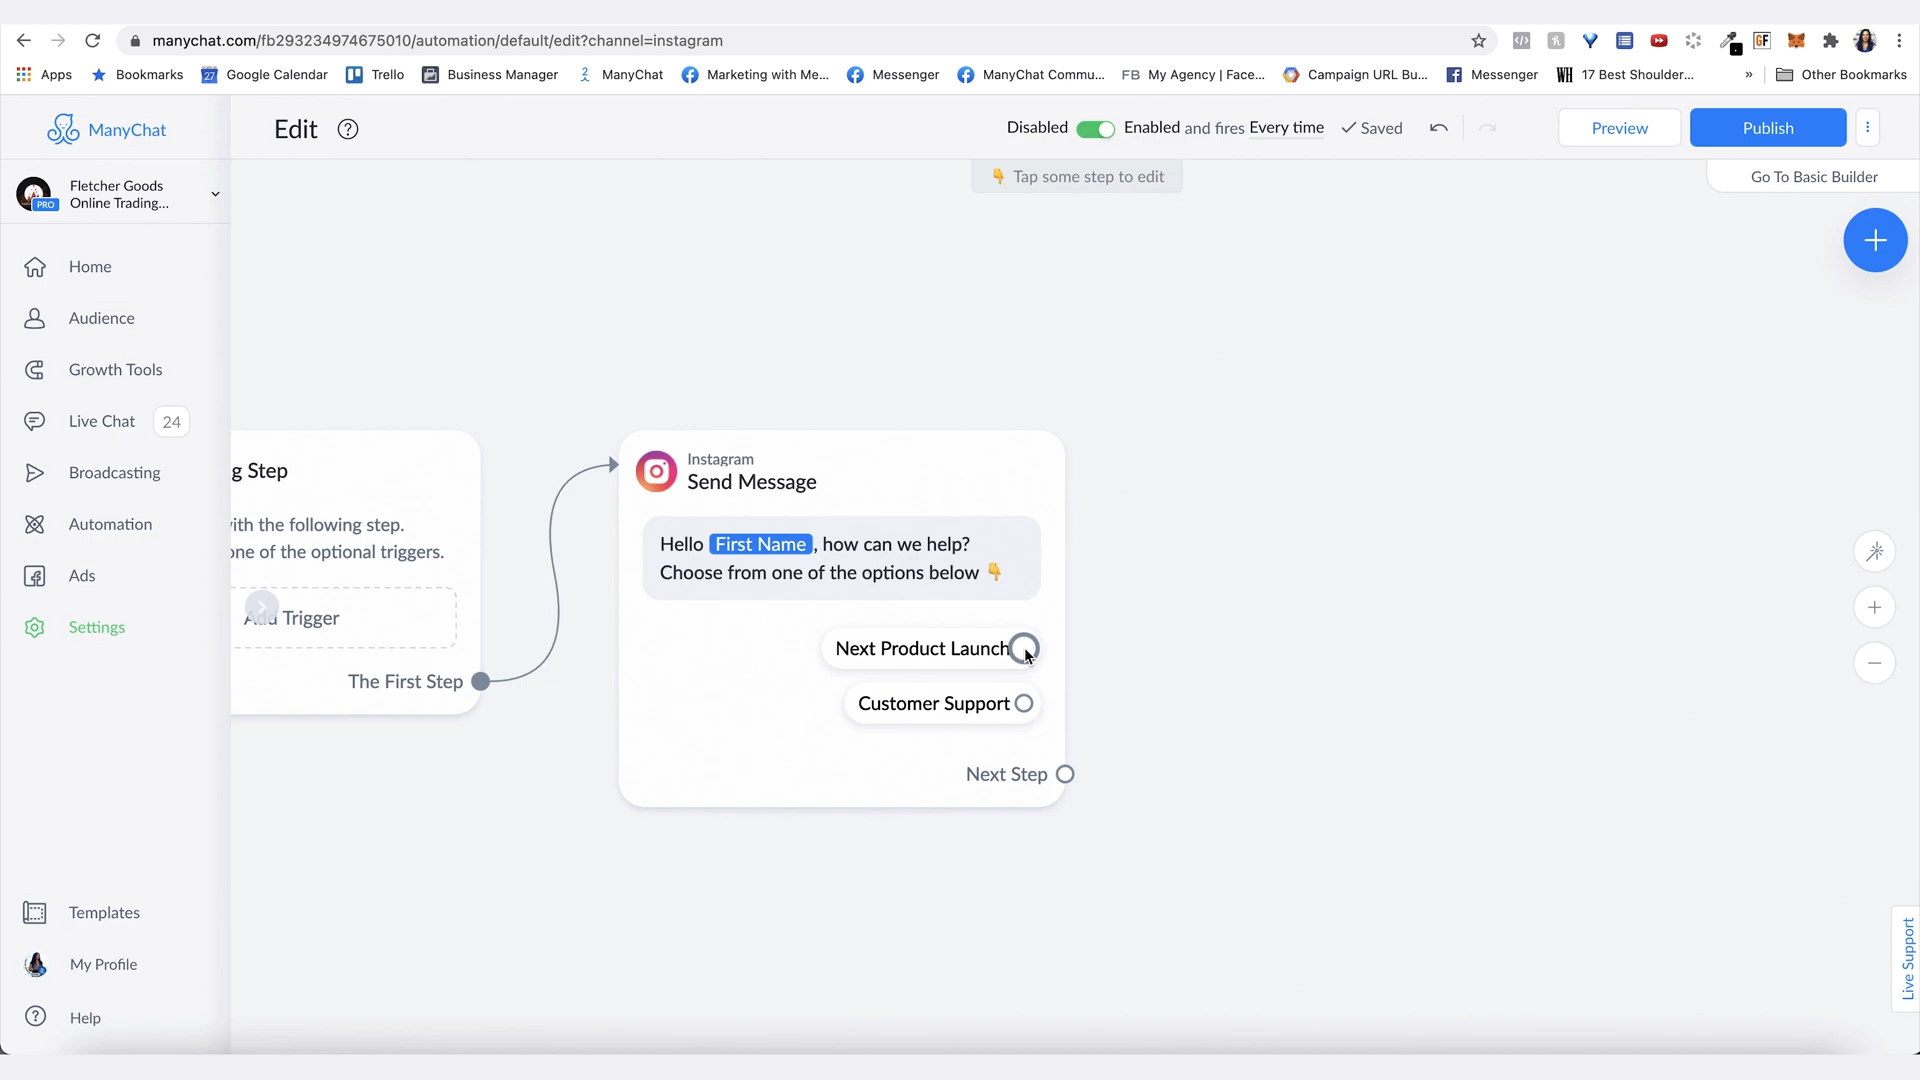 manychat.com/fb293234974675010/automation/default/edit?channel=instagram
Apps
Bookmarks
27 Google Calendar
Trello
Business Manager
ManyChat
Marketing with Me...
Messenger
ManyChat Commu...
FB My Agency | Face...
Campaign URL Bu...
Messenger
WH 17 Best Shoulder...
»
Other Bookmarks
GF
ManyChat
Edit ?
Disabled
Enabled and fires Every time
Saved
Preview
Publish
👇 Tap some step to edit
Go To Basic Builder
Fletcher Goods
Online Trading...
PRO
Home
Audience
Growth Tools
Live Chat 24
Broadcasting
Automation
Ads
Settings
Templates
My Profile
Help
g Step
with the following step.
one of the optional triggers.
Add Trigger
The First Step
Instagram
Send Message
Hello First Name, how can we help?
Choose from one of the options below 👇
Next Product Launch
Customer Support
Next Step
Live Support